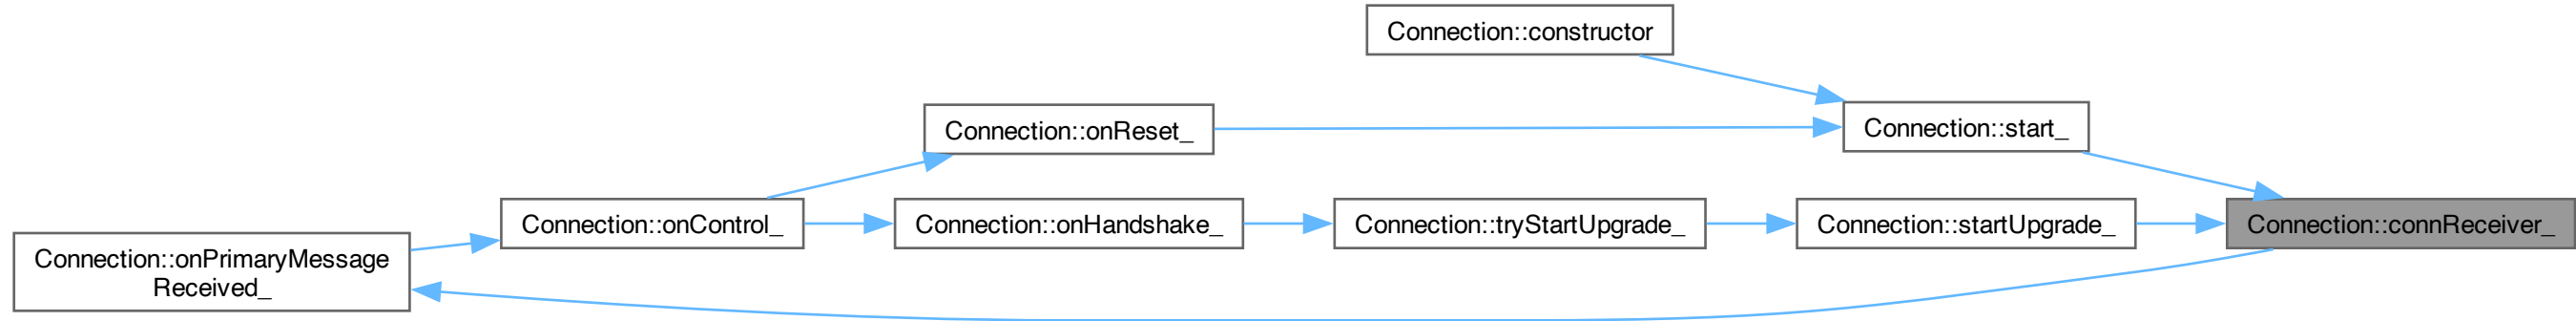 Connection::constructor
Connection::onReset_
Connection::start_
Connection::onControl_
Connection::onHandshake_
Connection::tryStartUpgrade_
Connection::startUpgrade_
Connection::connReceiver_
Connection::onPrimaryMessage
Received_